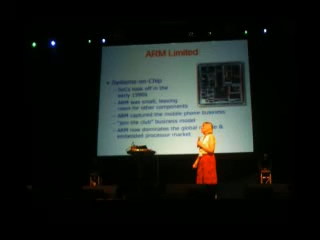 ARM Limited
• Systems-on-Chip
– SoCs took off in the
early 1990s
– ARM was small, leaving
room for other components
– ARM captured the mobile phone business
– "join the club" business model
– ARM now dominates the global &
embedded processor market